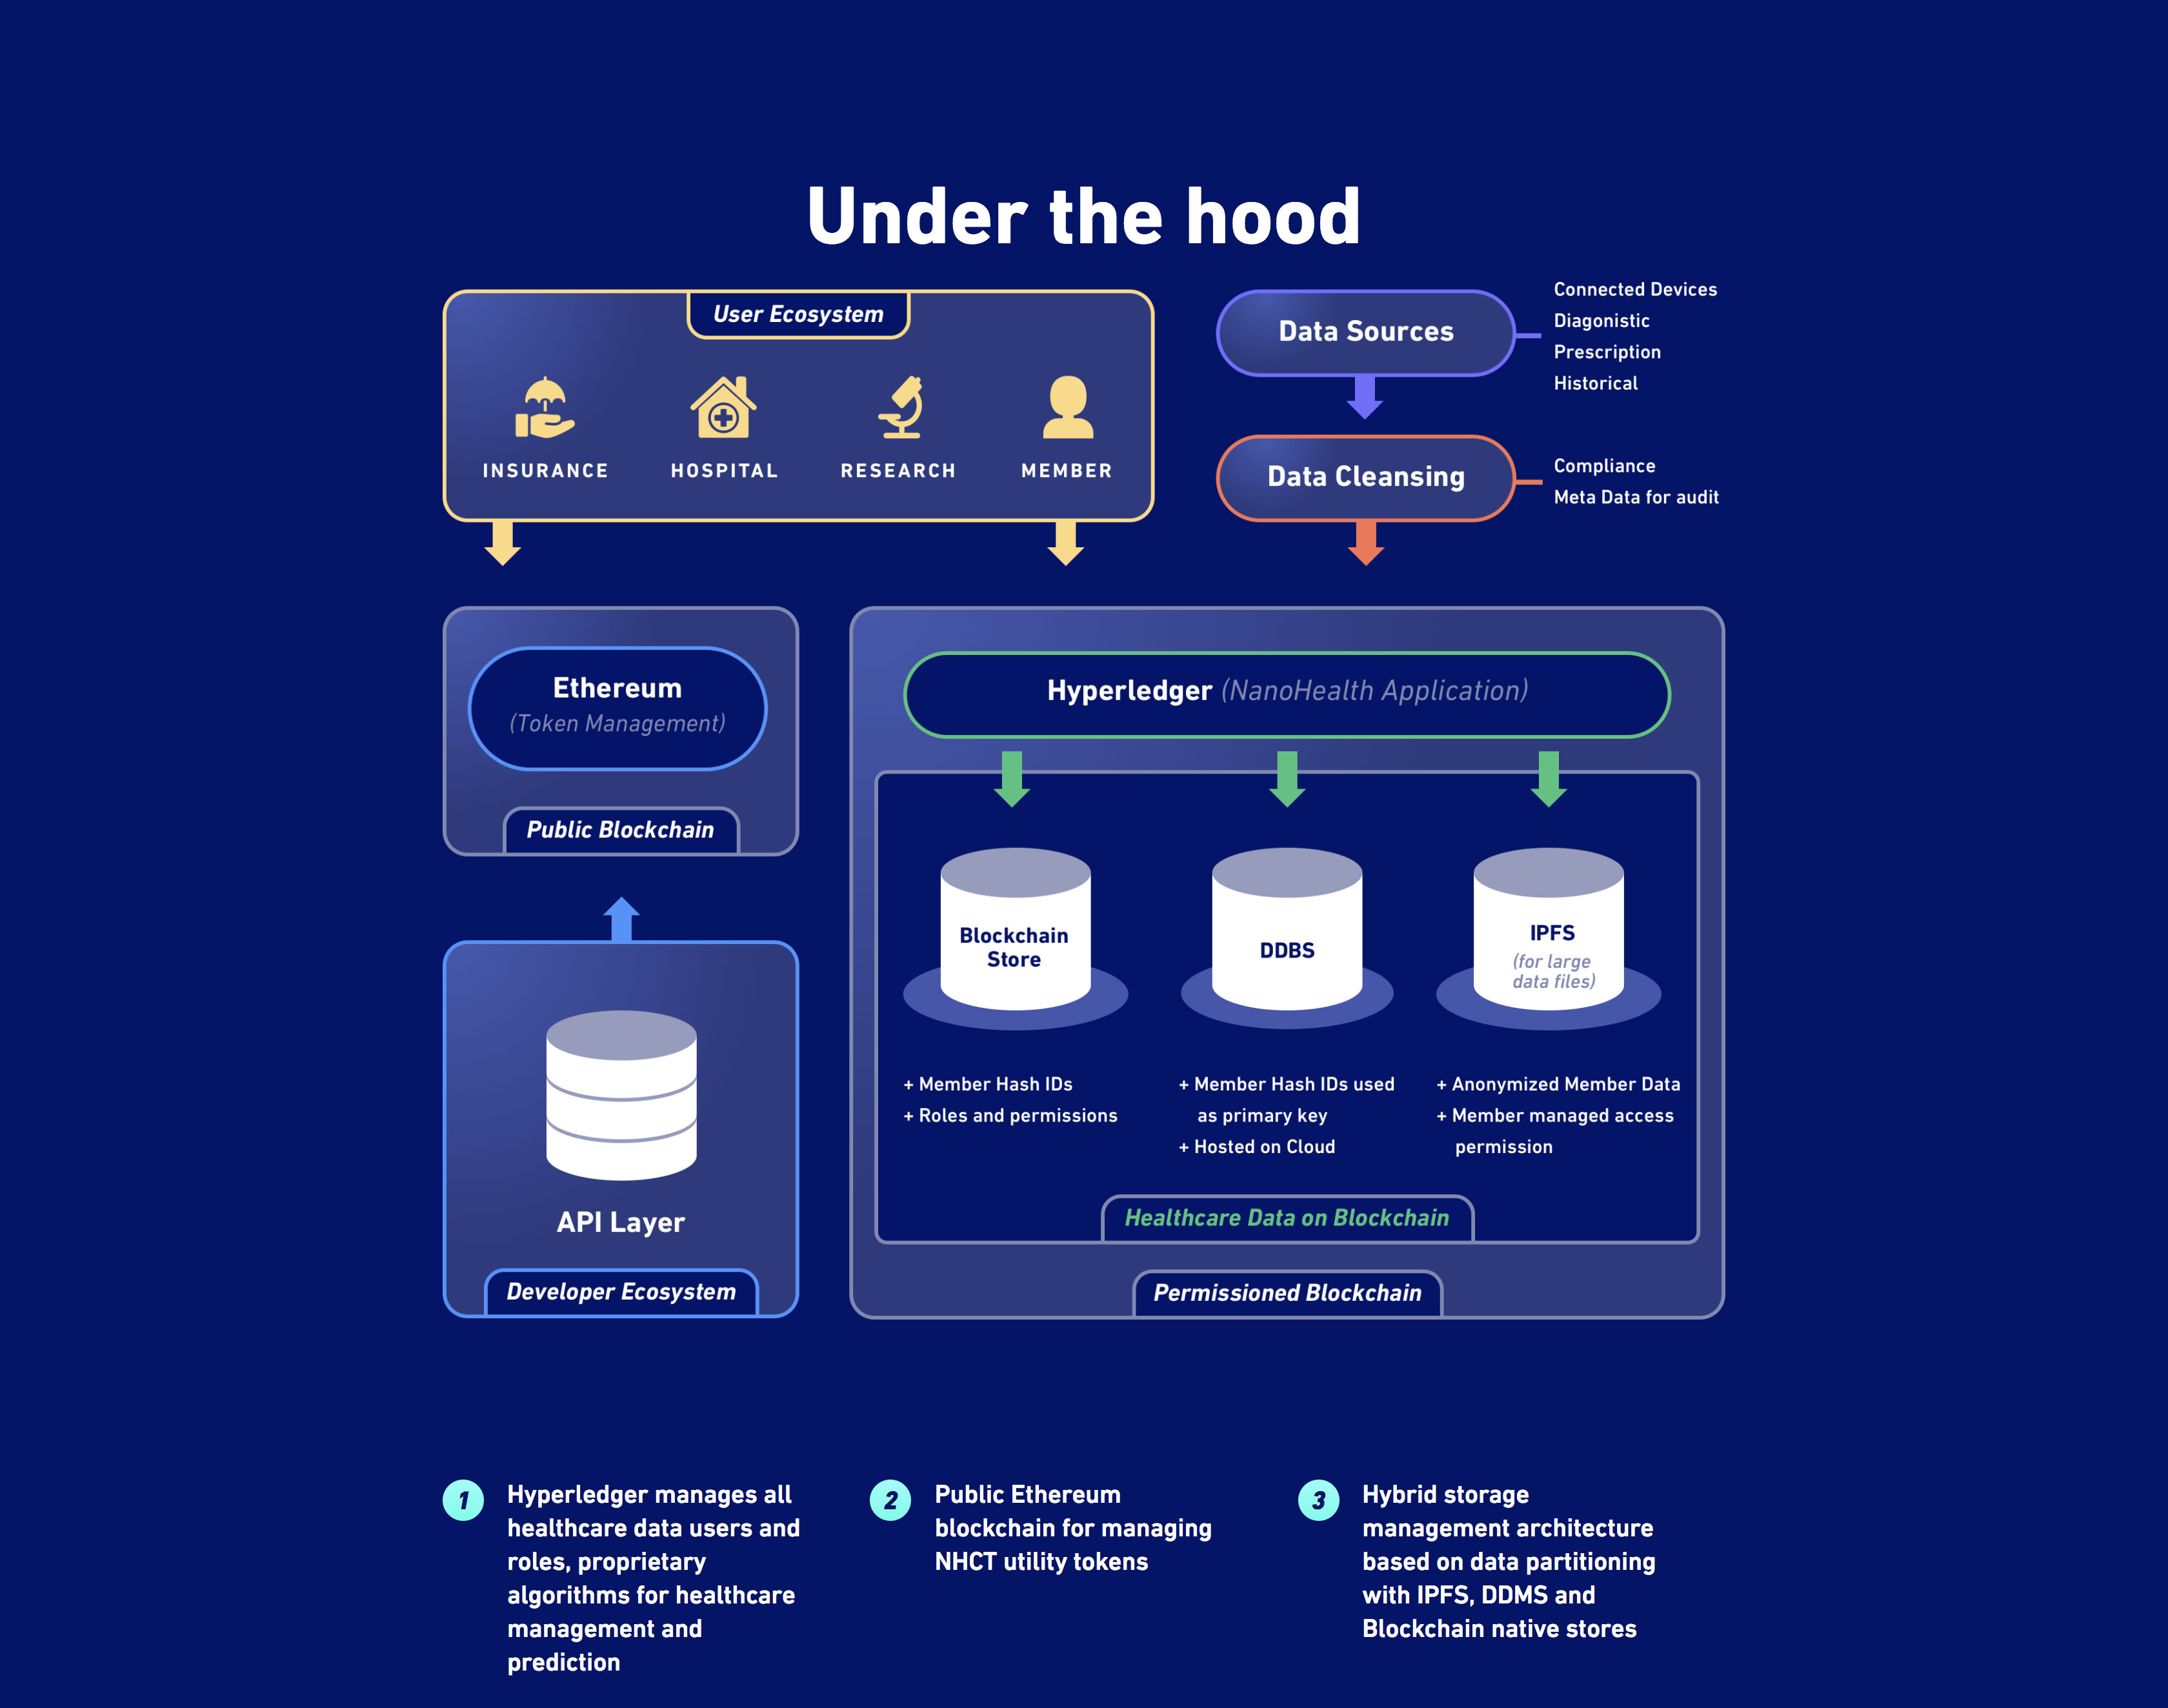 Under the hood
User Ecosystem
INSURANCE
HOSPITAL
RESEARCH
MEMBER
Data Sources
Connected Devices
Diagonistic
Prescription
Historical
Data Cleansing
Compliance
Meta Data for audit
Ethereum
(Token Management)
Public Blockchain
API Layer
Developer Ecosystem
Hyperledger (NanoHealth Application)
Blockchain
Store
+ Member Hash IDs
+ Roles and permissions
DDBS
+ Member Hash IDs used
as primary key
+ Hosted on Cloud
IPFS
(for large
data files)
+ Anonymized Member Data
+ Member managed access
permission
Healthcare Data on Blockchain
Permissioned Blockchain
1
Hyperledger manages all
healthcare data users and
roles, proprietary
algorithms for healthcare
management and
prediction
2
Public Ethereum
blockchain for managing
NHCT utility tokens
3
Hybrid storage
management architecture
based on data partitioning
with IPFS, DDMS and
Blockchain native stores